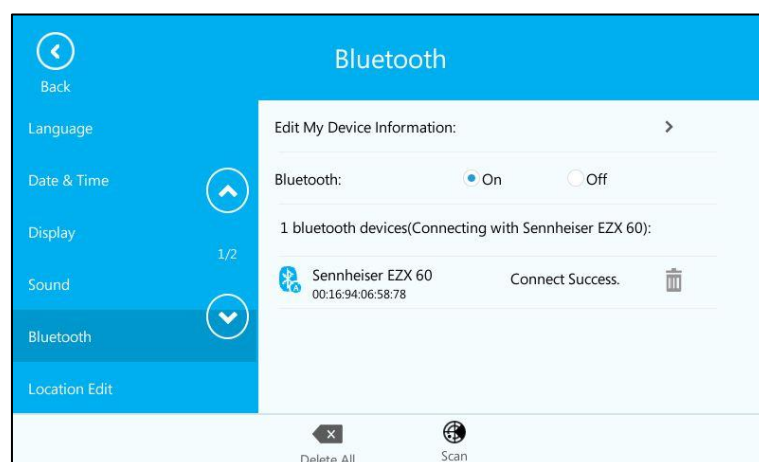 Bluetooth
Back
Language
Date & Time
Display
1/2
Sound
Bluetooth
Location Edit
Edit My Device Information:
Bluetooth: On Off
1 bluetooth devices(Connecting with Sennheiser EZX 60):
Sennheiser EZX 60 Connect Success.
00:16:94:06:58:78
Delete All Scan